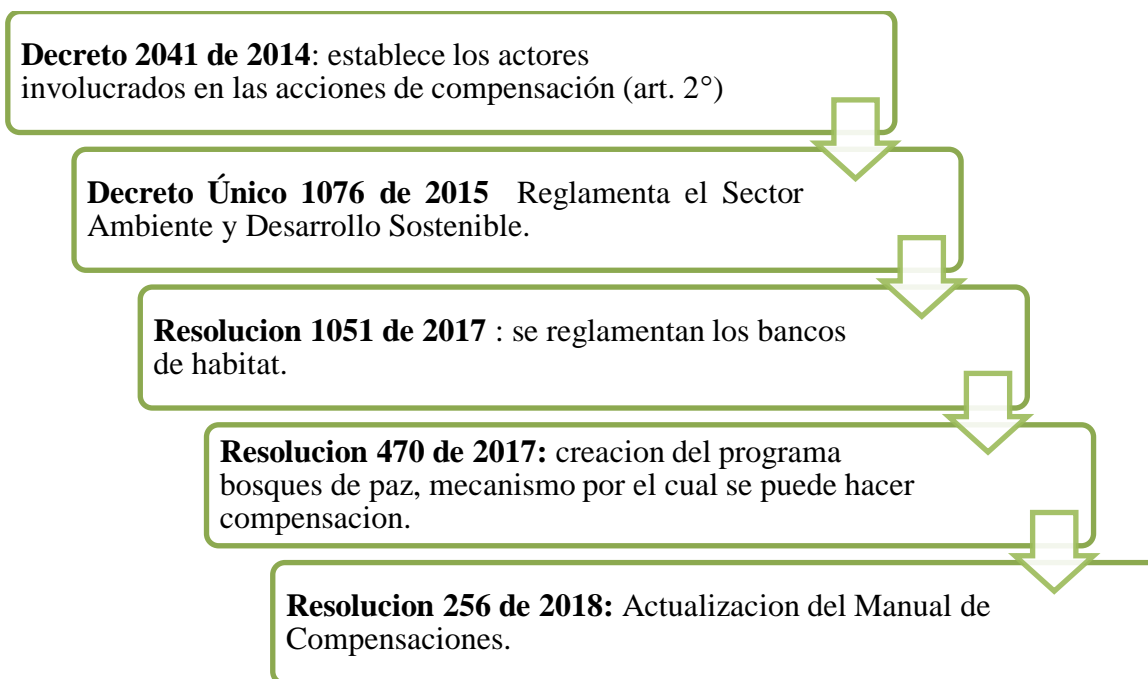 Decreto 2041 de 2014: establece los actores
involucrados en las acciones de compensación (art. 2°)
Decreto Único 1076 de 2015 Reglamenta el Sector
Ambiente y Desarrollo Sostenible.
Resolucion 1051 de 2017 : se reglamentan los bancos
de habitat.
Resolucion 470 de 2017: creacion del programa
bosques de paz, mecanismo por el cual se puede hacer
compensacion.
Resolucion 256 de 2018: Actualizacion del Manual de
Compensaciones.